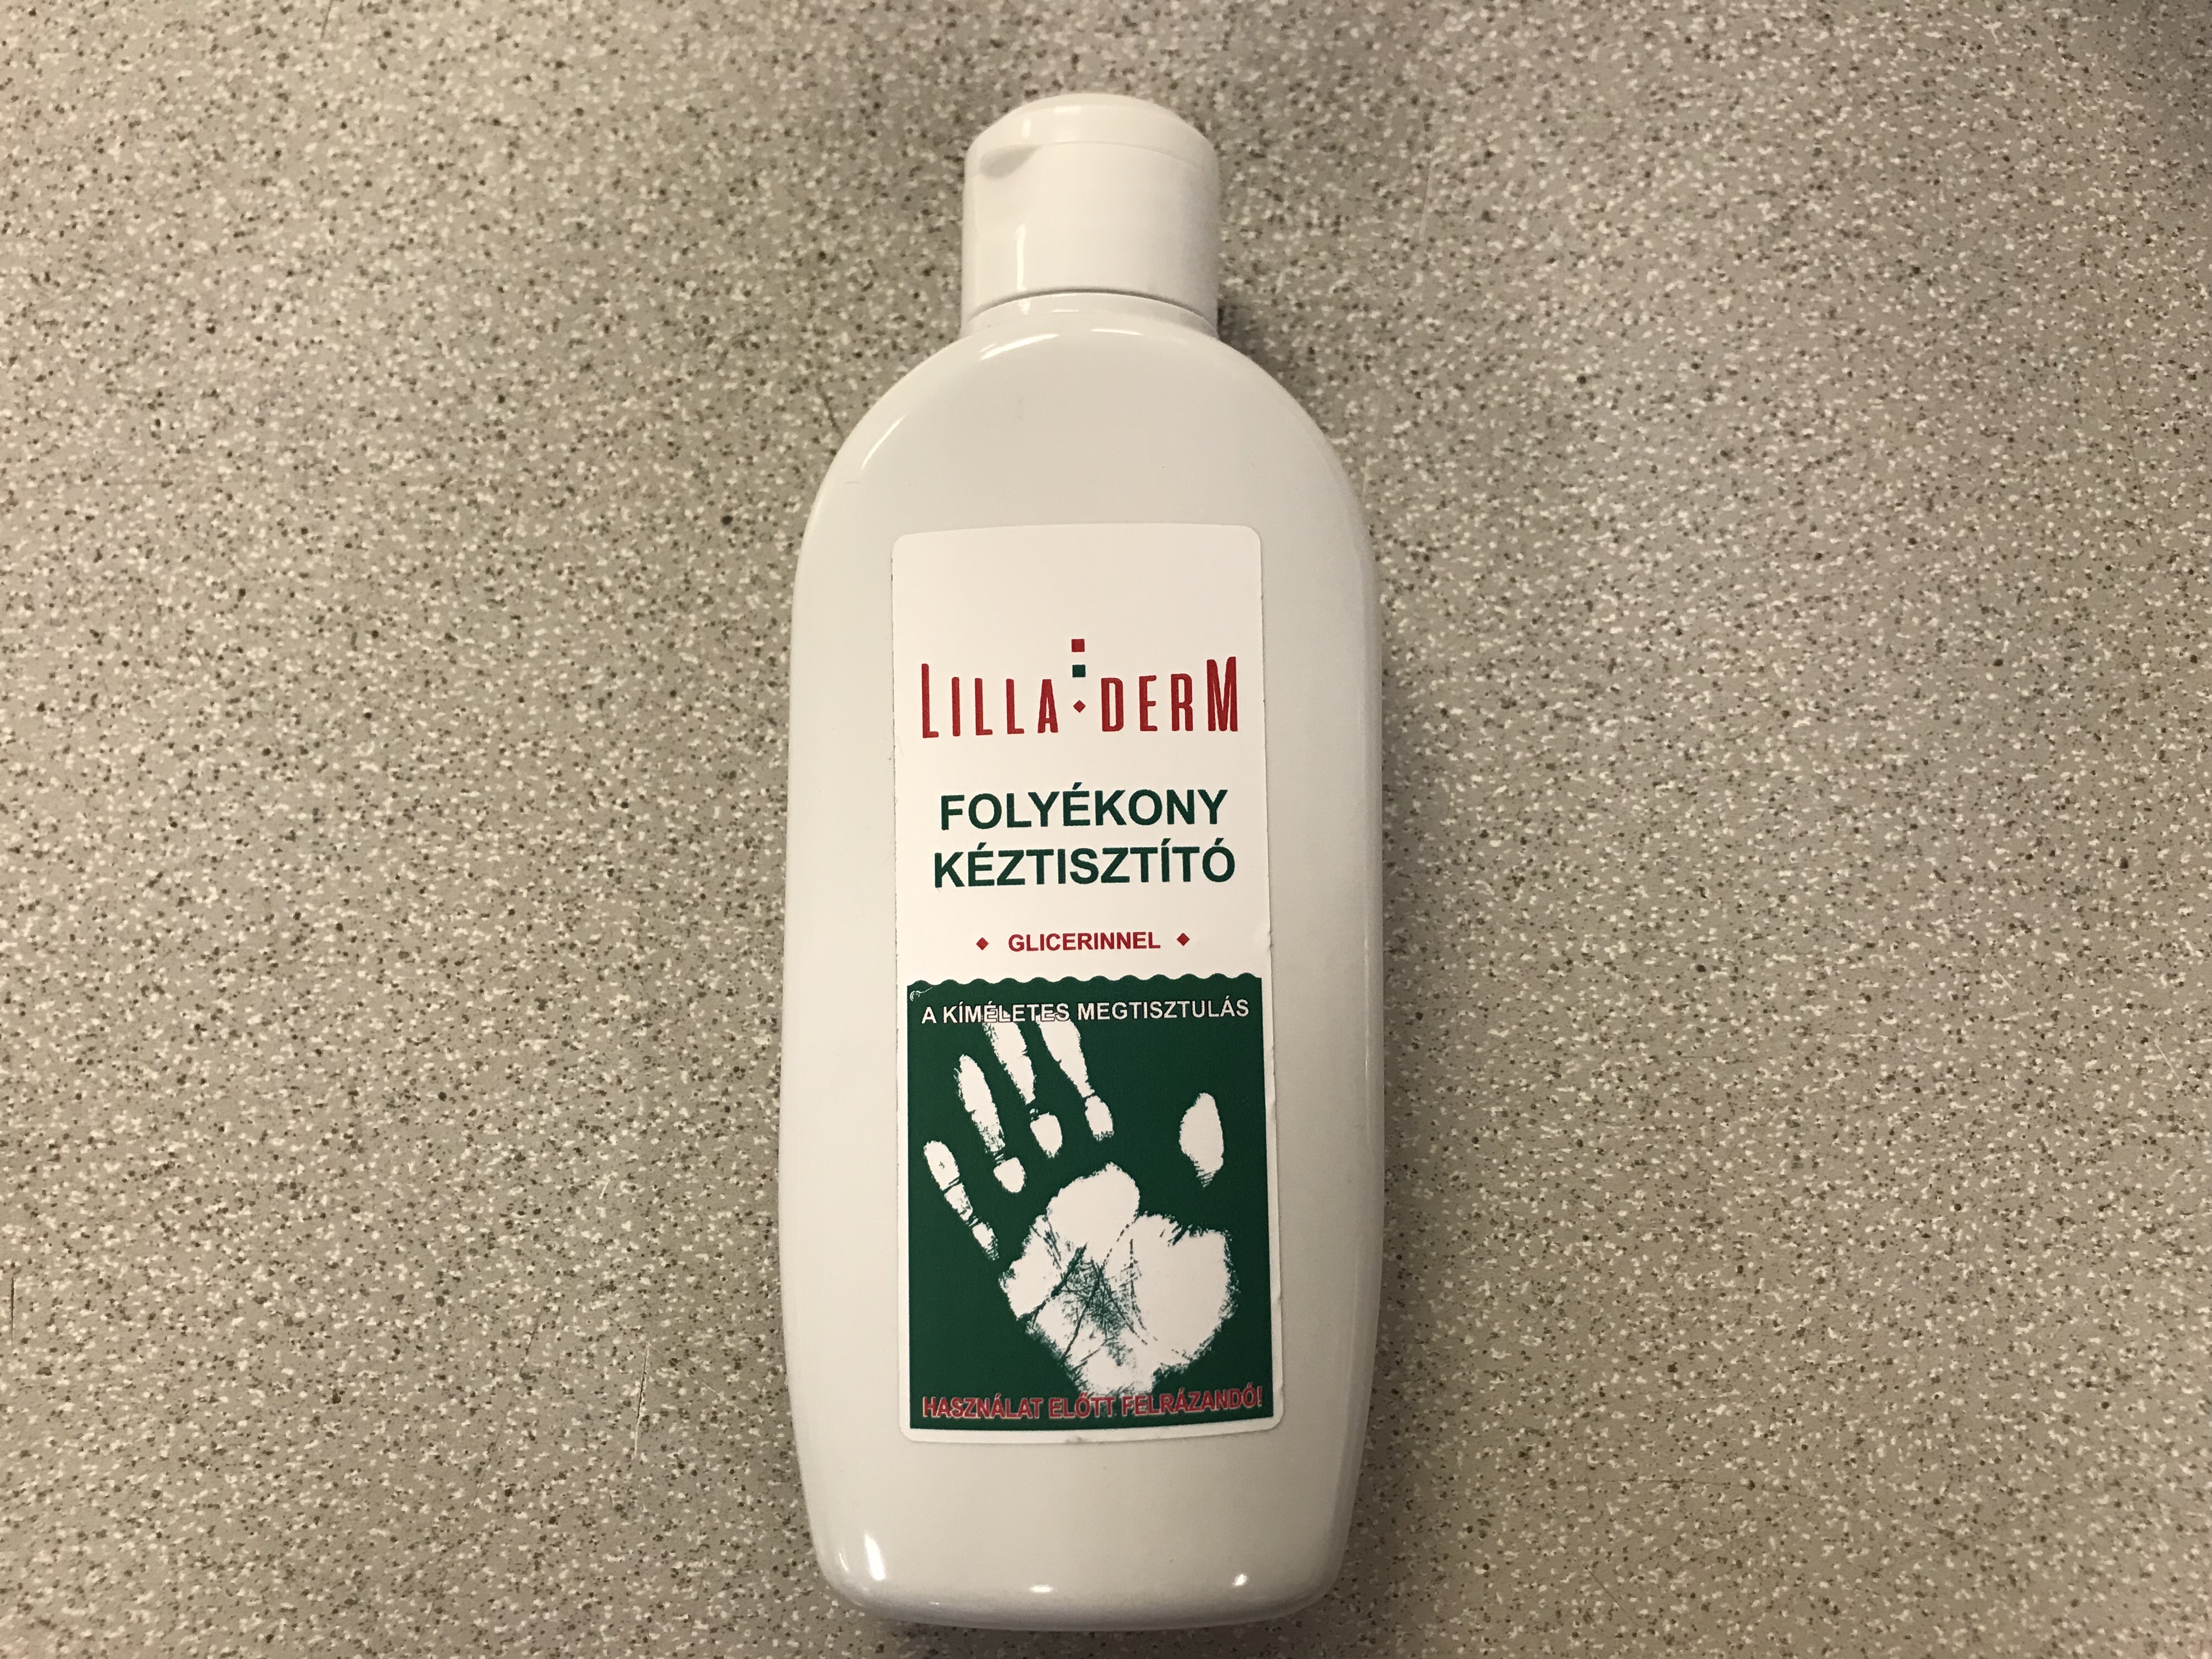 LILLA DERM
FOLYÉKONY
KÉZTISZTÍTÓ
GLICERINNEL
A KÍMÉLETES MEGTISZTULÁS
HASZNÁLAT ELŐTT FELRÁZANDÓ!